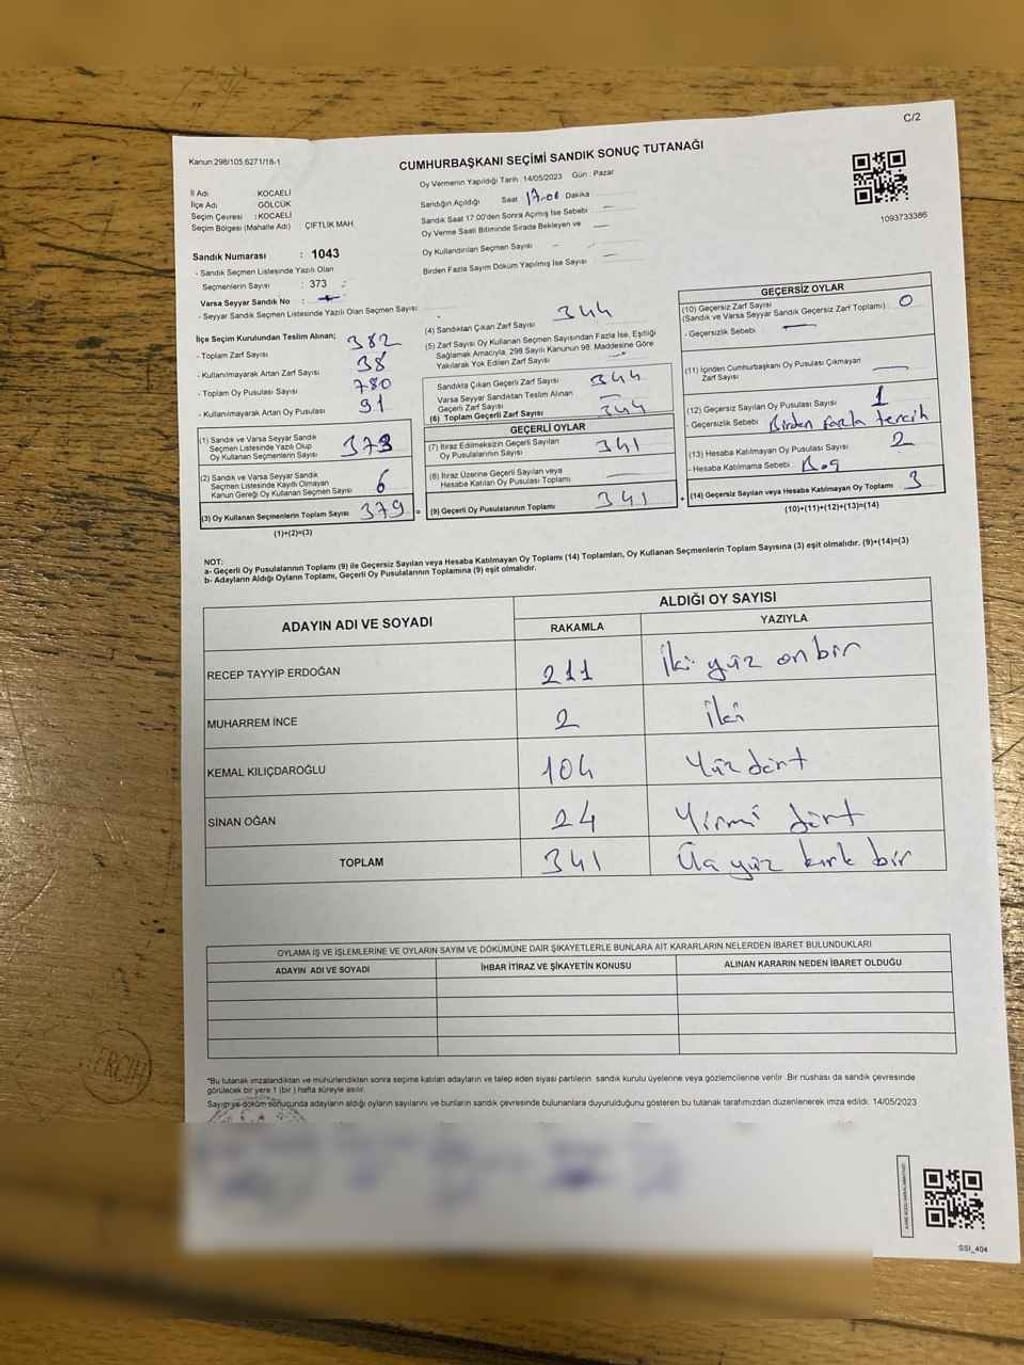 C/2
Kanun:298/105.6271/18-1
CUMHURBAŞKANI SEÇİMİ SANDIK SONUÇ TUTANAĞI
1093733386
İl Adı KOCAELİ
İlçe Adı GÖLCÜK
Seçim Çevresi : KOCAELİ
Seçim Bölgesi (Mahalle Adı) ÇİFTLİK MAH
Sandık Numarası : 1043
- Sandık Seçmen Listesinde Yazılı Olan
Seçmenlerin Sayısı : 373
Varsa Seyyar Sandık No :
- Seyyar Sandık Seçmen Listesinde Yazılı Olan Seçmen Sayısı :
Oy Vermenin Yapıldığı Tarih : 14/05/2023 Gün : Pazar
Sandığın Açıldığı Saat 17.01 Dakika
Sandık Saat 17.00'den Sonra Açılmış İse Sebebi —
Oy Verme Saati Bitiminde Sırada Bekleyen ve —
Oy Kullandırılan Seçmen Sayısı -
Birden Fazla Sayım Döküm Yapılmış İse Sayısı —
İlçe Seçim Kurulundan Teslim Alınan;
- Toplam Zarf Sayısı 382
- Kullanılmayarak Artan Zarf Sayısı 38
- Toplam Oy Pusulası Sayısı 780
- Kullanılmayarak Artan Oy Pusulası 91
(1) Sandık ve Varsa Seyyar Sandık
Seçmen Listesinde Yazılı Olup
Oy Kullanan Seçmenlerin Sayısı 373
(2) Sandık ve Varsa Seyyar Sandık
Seçmen Listesinde Kayıtlı Olmayan
Kanun Gereği Oy Kullanan Seçmen Sayısı 6
(3) Oy Kullanan Seçmenlerin Toplam Sayısı 379
(1)+(2)=(3)
(4) Sandıktan Çıkan Zarf Sayısı 344
(5) Zarf Sayısı Oy Kullanan Seçmen Sayısından Fazla İse, Eşitliği
Sağlamak Amacıyla, 298 Sayılı Kanunun 98. Maddesine Göre
Yakılarak Yok Edilen Zarf Sayısı —
Sandıkta Çıkan Geçerli Zarf Sayısı 344
Varsa Seyyar Sandıktan Teslim Alınan
Geçerli Zarf Sayısı —
(6) Toplam Geçerli Zarf Sayısı 344
GEÇERLİ OYLAR
(7) İtiraz Edilmeksizin Geçerli Sayılan
Oy Pusulalarının Sayısı 341
(8) İtiraz Üzerine Geçerli Sayılan veya
Hesaba Katılan Oy Pusulası Toplamı —
(9) Geçerli Oy Pusulalarının Toplamı 341
GEÇERSİZ OYLAR
(10) Geçersiz Zarf Sayısı
(Sandık ve Varsa Seyyar Sandık Geçersiz Zarf Toplamı) : 0
- Geçersizlik Sebebi : —
(11) İçinden Cumhurbaşkanı Oy Pusulası Çıkmayan
Zarf Sayısı —
(12) Geçersiz Sayılan Oy Pusulası Sayısı 1
- Geçersizlik Sebebi : Birden fazla tercih
(13) Hesaba Katılmayan Oy Pusulası Sayısı 2
- Hesaba Katılmama Sebebi : Boş
(14) Geçersiz Sayılan veya Hesaba Katılmayan Oy Toplamı 3
(10)+(11)+(12)+(13)=(14)
NOT:
a- Geçerli Oy Pusulalarının Toplamı (9) ile Geçersiz Sayılan veya Hesaba Katılmayan Oy Toplamı (14) Toplamları, Oy Kullanan Seçmenlerin Toplam Sayısına (3) eşit olmalıdır. (9)+(14)=(3)
b- Adayların Aldığı Oyların Toplamı, Geçerli Oy Pusulalarının Toplamına (9) eşit olmalıdır.
ADAYIN ADI VE SOYADI ALDIĞI OY SAYISI
RAKAMLA YAZIYLA
RECEP TAYYİP ERDOĞAN 211 İki yüz onbir
MUHARREM İNCE 2 İki
KEMAL KILIÇDAROĞLU 104 Yüz dört
SİNAN OĞAN 24 Yirmi dört
TOPLAM 341 Üç yüz kırk bir
OYLAMA İŞ VE İŞLEMLERİNE VE OYLARIN SAYIM VE DÖKÜMÜNE DAİR ŞİKAYETLERLE BUNLARA AİT KARARLARIN NELERDEN İBARET BULUNDUKLARI
ADAYIN ADI VE SOYADI İHBAR İTİRAZ VE ŞİKAYETİN KONUSU ALINAN KARARIN NEDEN İBARET OLDUĞU
*Bu tutanak imzalandıktan ve mühürlendikten sonra seçime katılan adayların ve talep eden siyasi partilerin sandık kurulu üyelerine veya gözlemcilerine verilir. Bir nüshası da sandık çevresinde
görülecek bir yere 1 (bir) hafta süreyle asılır.
Sayım ve döküm sonucunda adayların aldığı oyların sayılarını ve bunların sandık çevresinde bulunanlara duyurulduğunu gösteren bu tutanak tarafımızdan düzenlenerek imza edildi. 14/05/2023
SSI_404